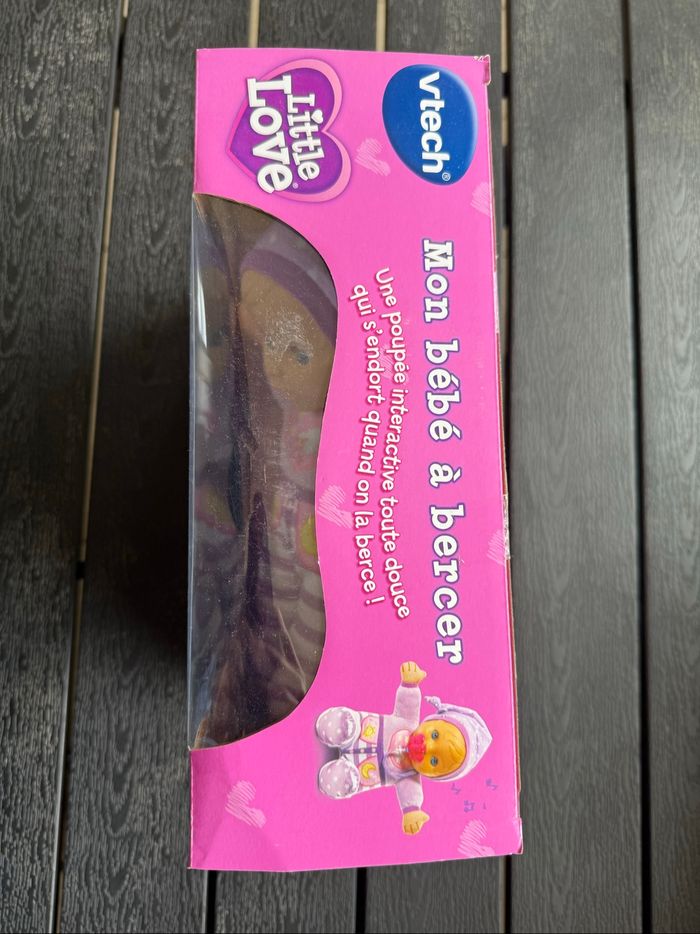 Little
Love®
vtech®
Mon bébé à bercer
Une poupée interactive toute douce
qui s'endort quand on la berce !